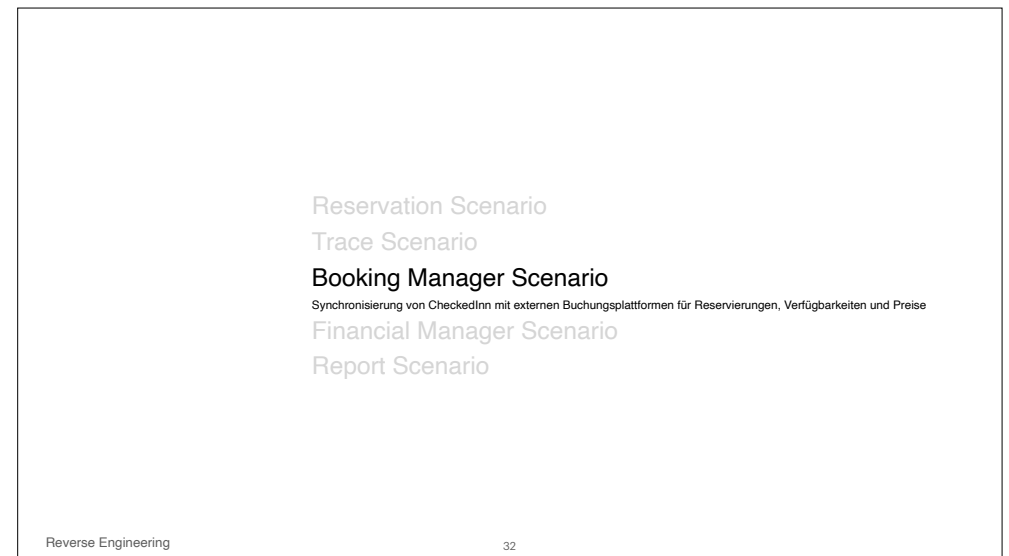 Reservation Scenario
Trace Scenario
Booking Manager Scenario
Synchronisierung von CheckedInn mit externen Buchungsplattformen für Reservierungen, Verfügbarkeiten und Preise
Financial Manager Scenario
Report Scenario
Reverse Engineering
32